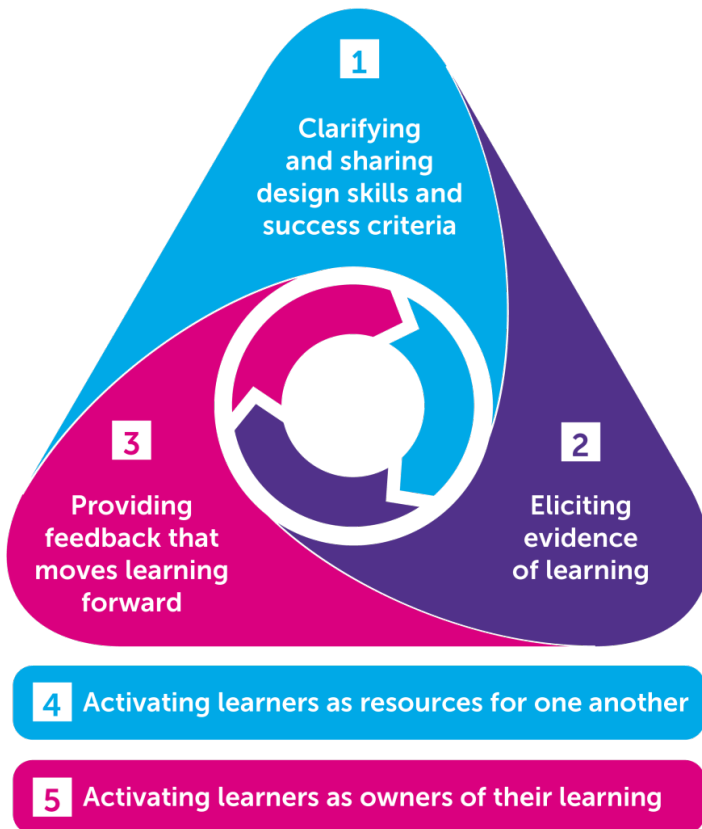 1
Clarifying
and sharing
design skills and
success criteria
2
Eliciting
evidence
of learning
3
Providing
feedback that
moves learning
forward
4 Activating learners as resources for one another
5 Activating learners as owners of their learning